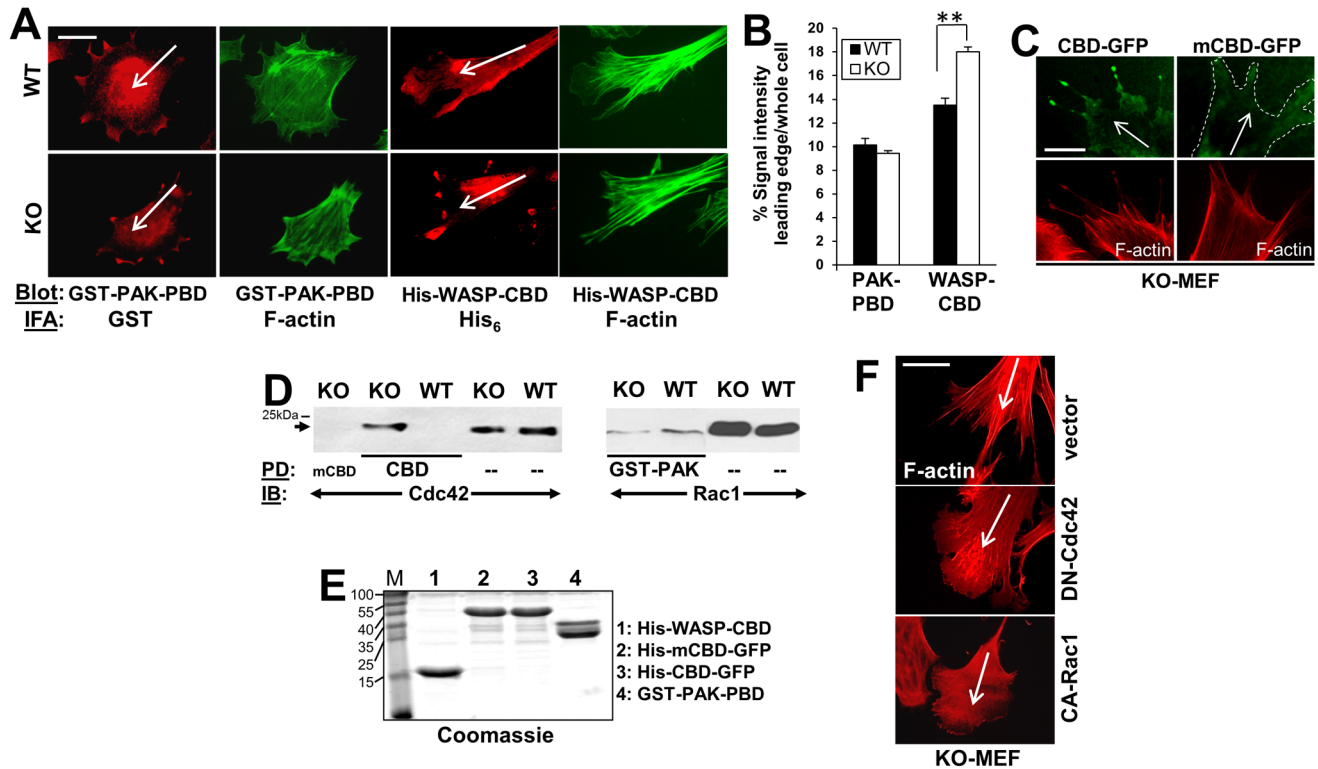 A
WT
KO
Blot: GST-PAK-PBD GST-PAK-PBD His-WASP-CBD His-WASP-CBD
IFA: GST F-actin His6 F-actin
B
**
WT
KO
% Signal intensity
leading edge/whole cell
20
18
16
14
12
10
8
6
4
2
0
PAK-PBD
WASP-CBD
C
CBD-GFP mCBD-GFP
F-actin F-actin
KO-MEF
D
KO KO WT KO WT
25kDa
PD: mCBD CBD -- --
IB: Cdc42
KO WT KO WT
GST-PAK -- --
Rac1
E
M 1 2 3 4
100
55
40
35
25
15
1: His-WASP-CBD
2: His-mCBD-GFP
3: His-CBD-GFP
4: GST-PAK-PBD
Coomassie
F
F-actin
vector
DN-Cdc42
CA-Rac1
KO-MEF